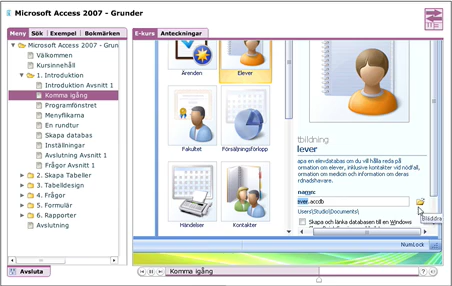 Microsoft Access 2007 - Grunder
Meny Sök Exempel Bokmärken
Microsoft Access 2007 - Grun
Välkommen
Kursinnehåll
1. Introduktion
Introduktion Avsnitt 1
Komma igång
Programfönstret
Menyflikarna
En rundtur
Skapa databas
Inställningar
Avslutning Avsnitt 1
Frågor Avsnitt 1
2. Skapa Tabeller
3. Tabelldesign
4. Frågor
5. Formulär
6. Rapporter
Avslutning
Avsluta
E-kurs Anteckningar
Ärenden
Elever
Fakultet
Försäljningsförlopp
Händelser
Kontakter
tbildning
lever
apa en elevdatabas om du vill hålla reda på
ormation om elever, inklusive kontakter vid nödfall,
ormation om medicin och information om deras
rdnadshavare.
namn:
ever.accdb
Users\Studio\Documents\
Skapa och länka databasen till en Windows
Bläddra
NumLock
Komma igång